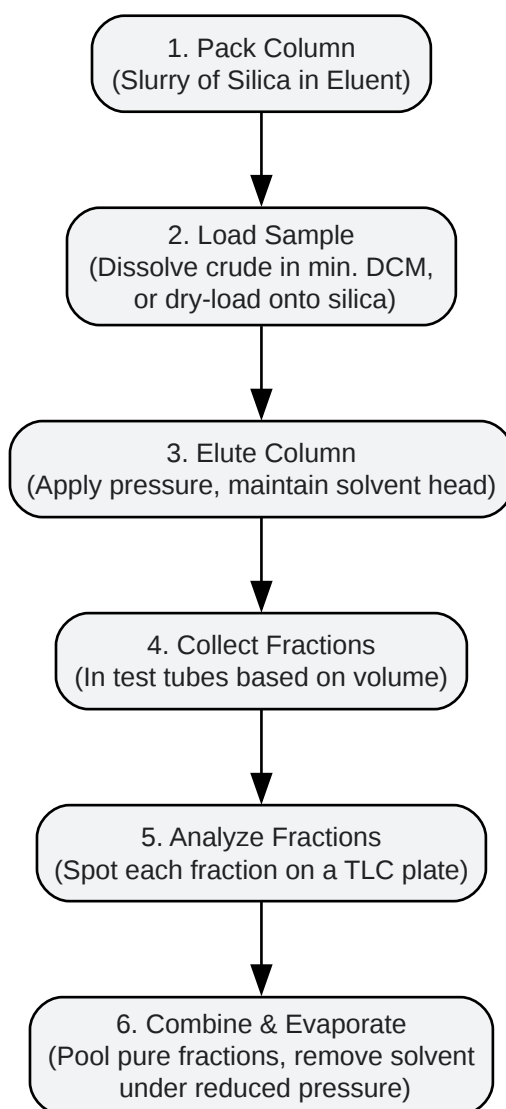 1. Pack Column
(Slurry of Silica in Eluent)
2. Load Sample
(Dissolve crude in min. DCM,
or dry-load onto silica)
3. Elute Column
(Apply pressure, maintain solvent head)
4. Collect Fractions
(In test tubes based on volume)
5. Analyze Fractions
(Spot each fraction on a TLC plate)
6. Combine & Evaporate
(Pool pure fractions, remove solvent
under reduced pressure)